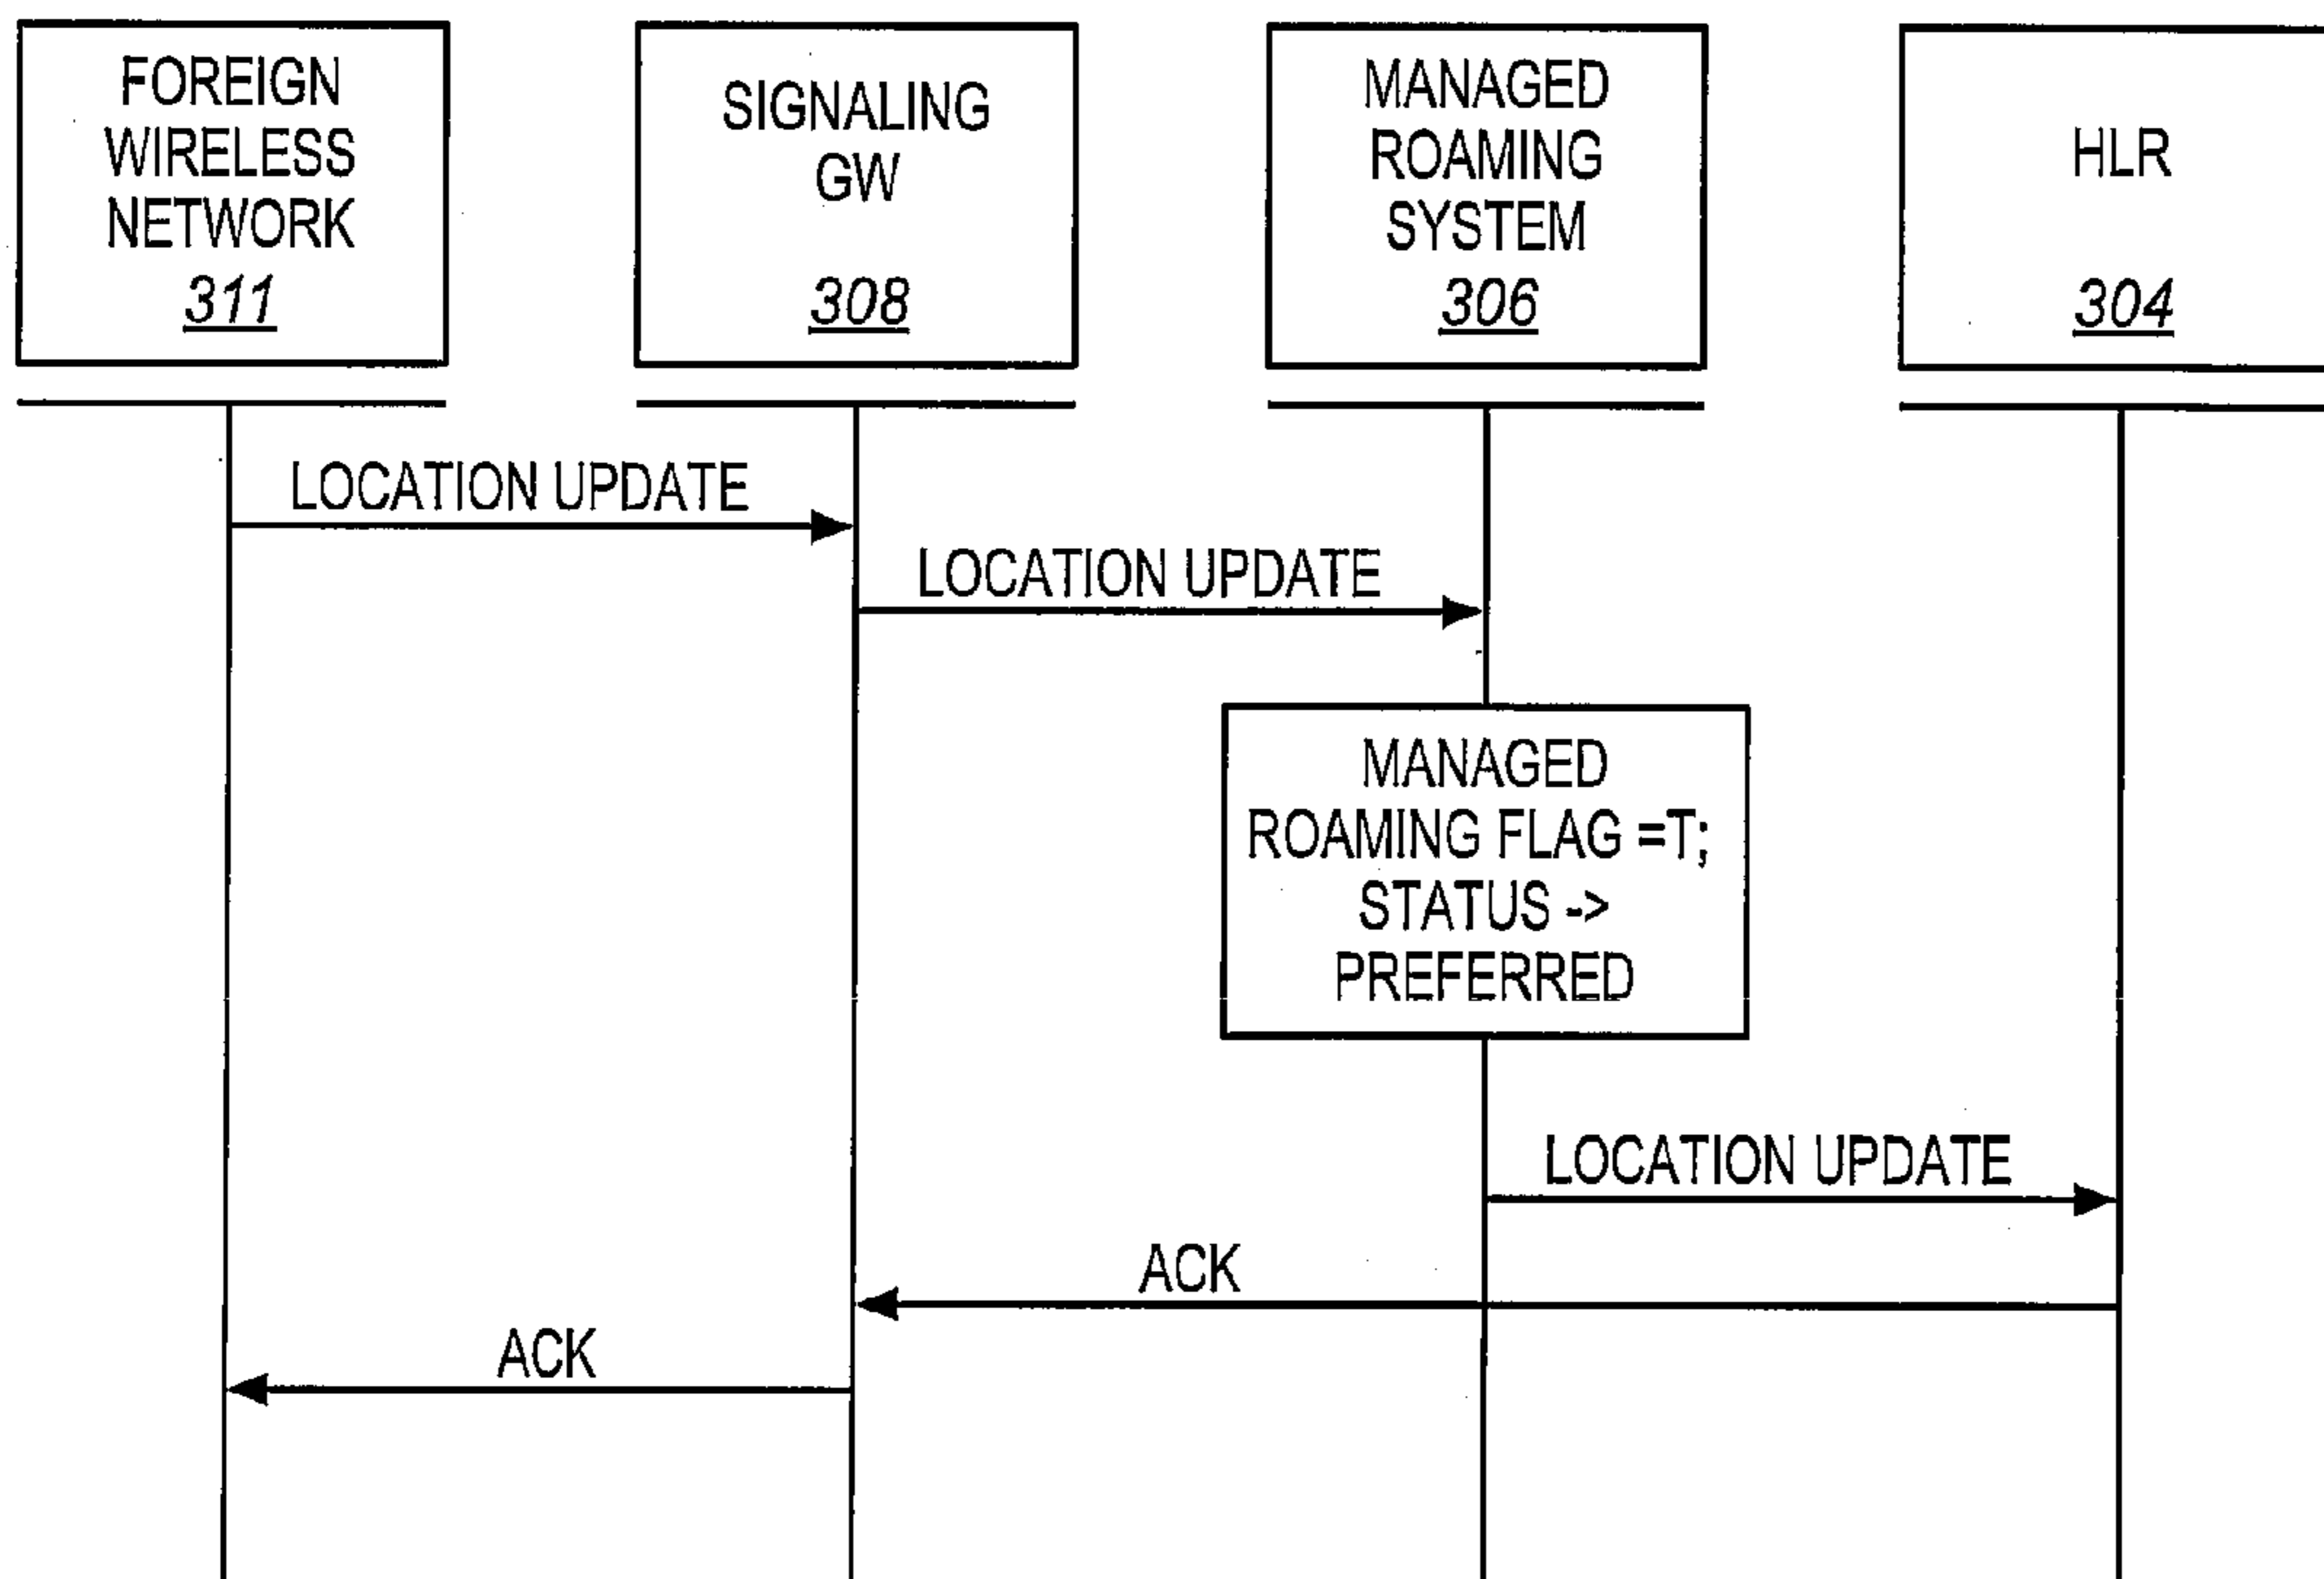 FOREIGN
WIRELESS
NETWORK
311
SIGNALING
GW
308
MANAGED
ROAMING
SYSTEM
306
HLR
304
LOCATION UPDATE
LOCATION UPDATE
MANAGED
ROAMING FLAG =T;
STATUS ->
PREFERRED
LOCATION UPDATE
ACK
ACK